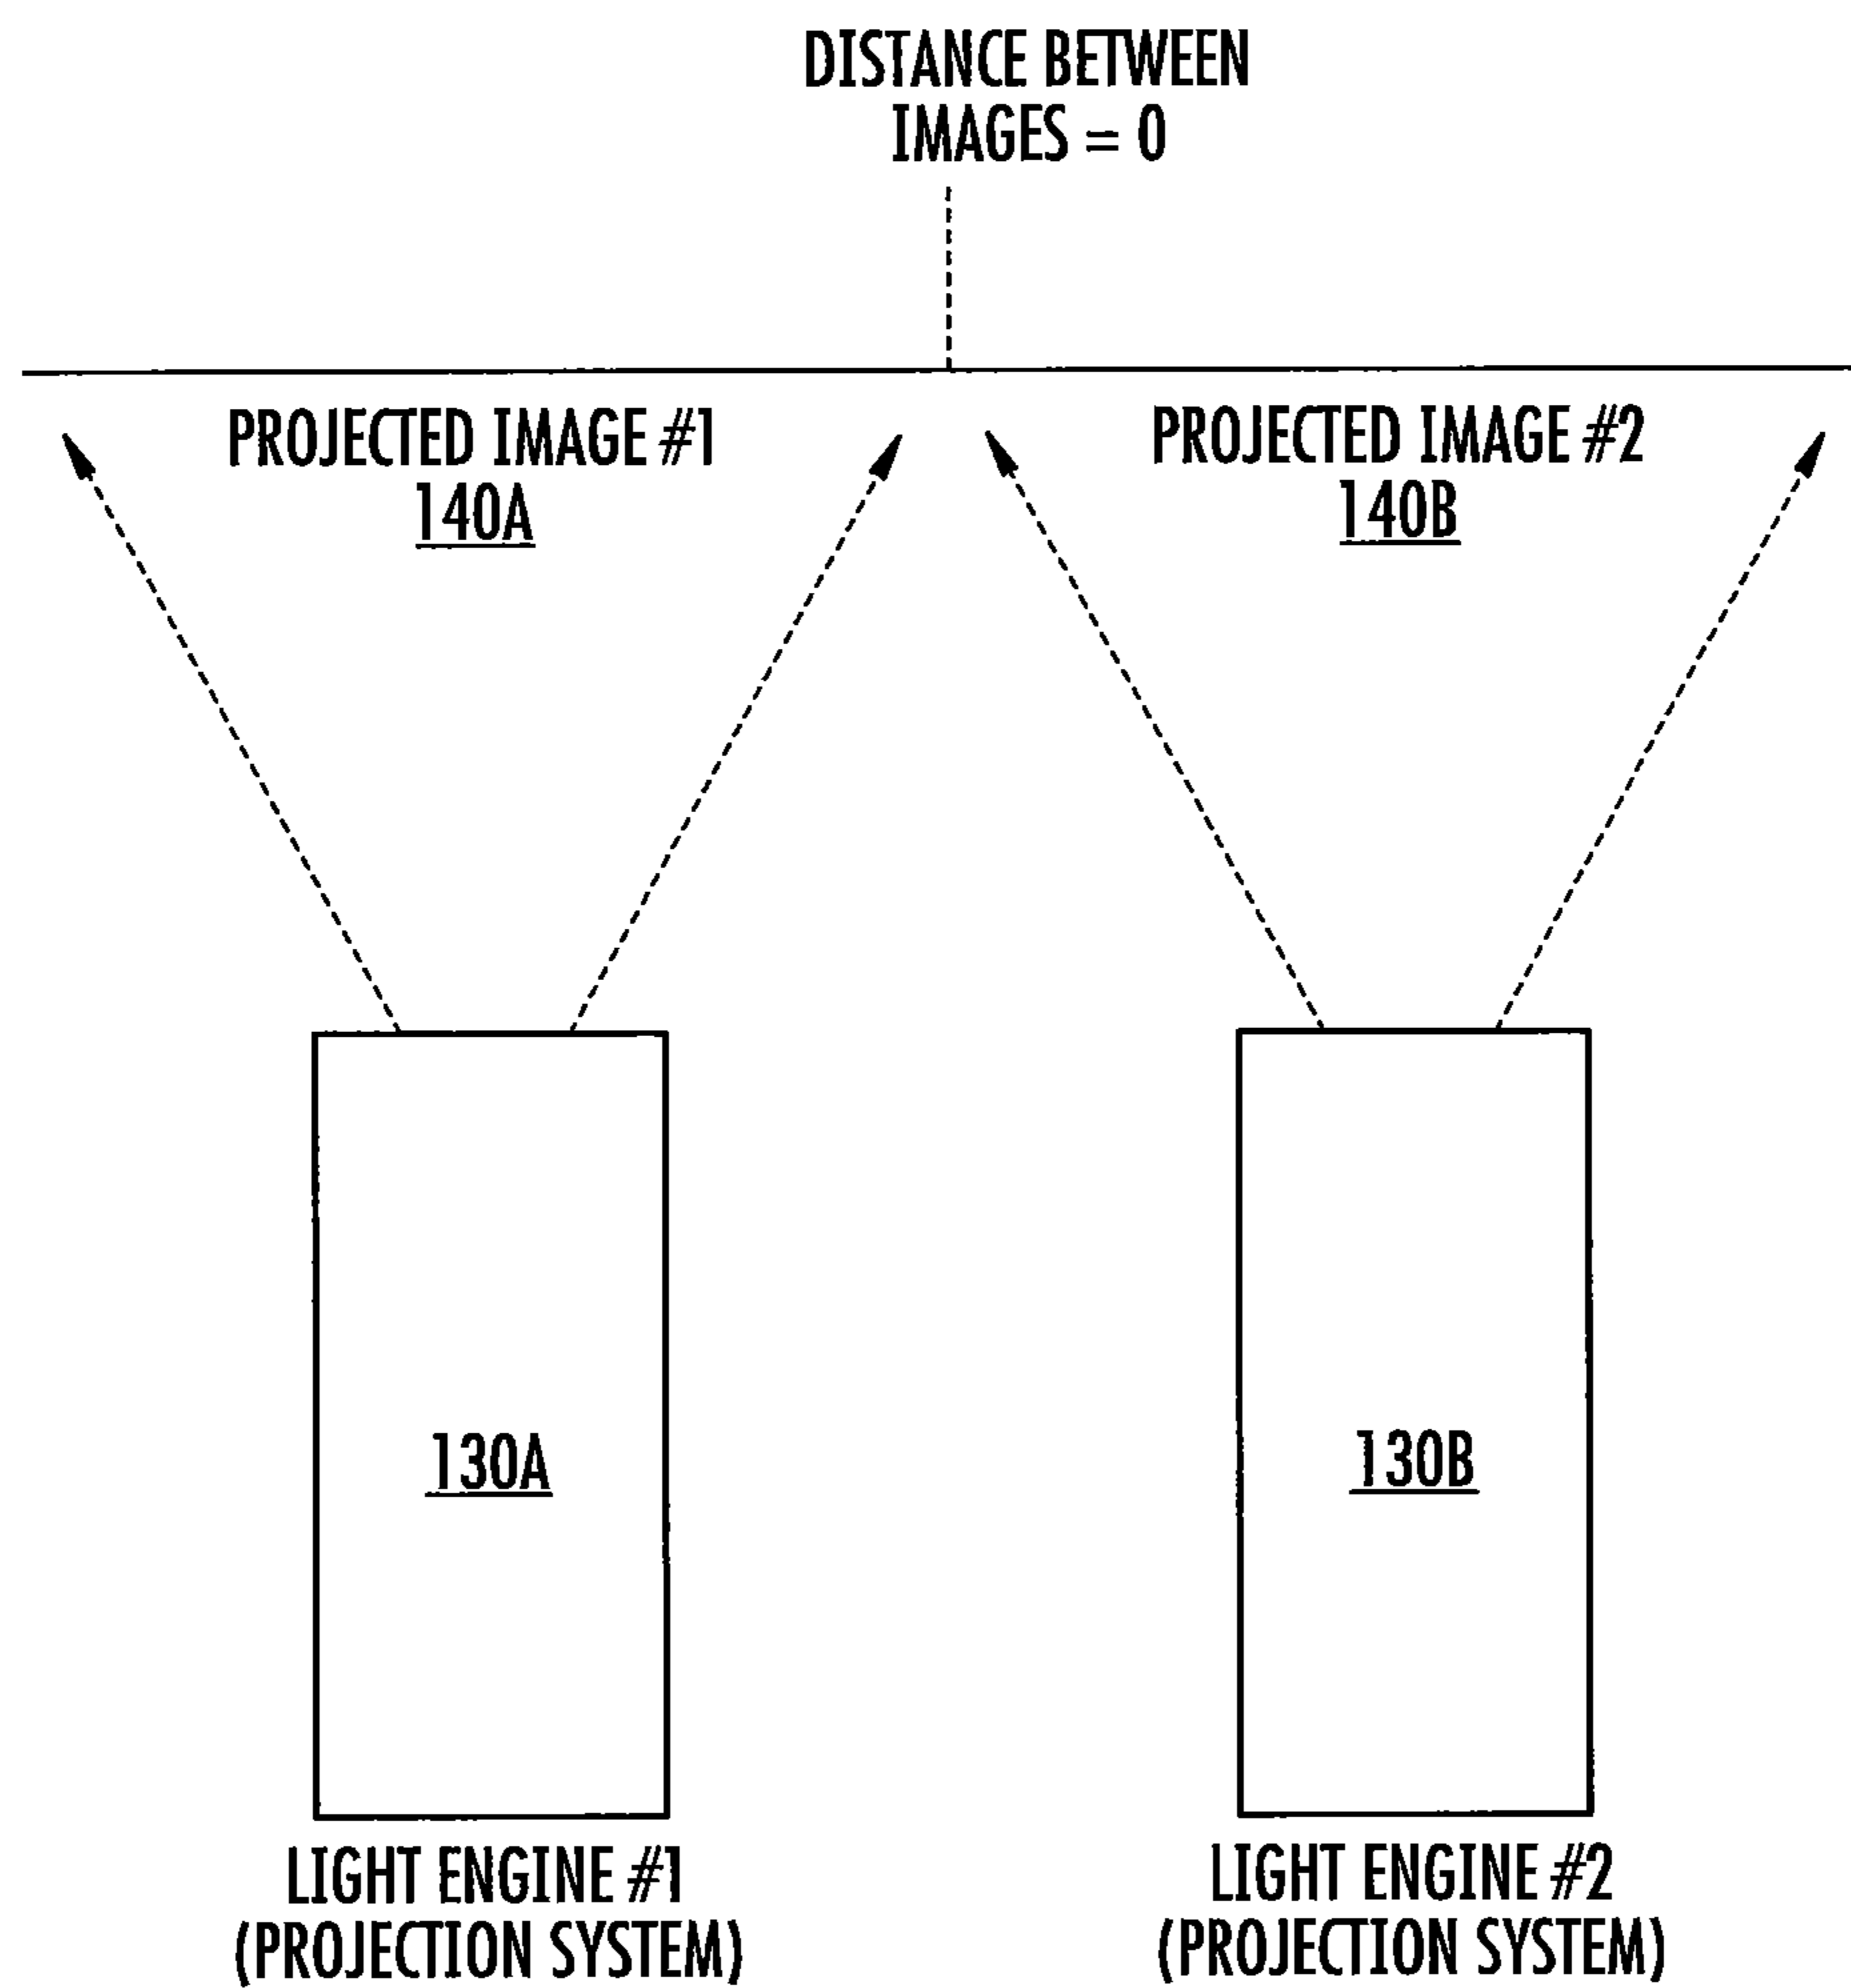 DISTANCE BETWEEN
IMAGES = 0
PROJECTED IMAGE #1
140A
PROJECTED IMAGE #2
140B
130A
130B
LIGHT ENGINE #1
(PROJECTION SYSTEM)
LIGHT ENGINE #2
(PROJECTION SYSTEM)